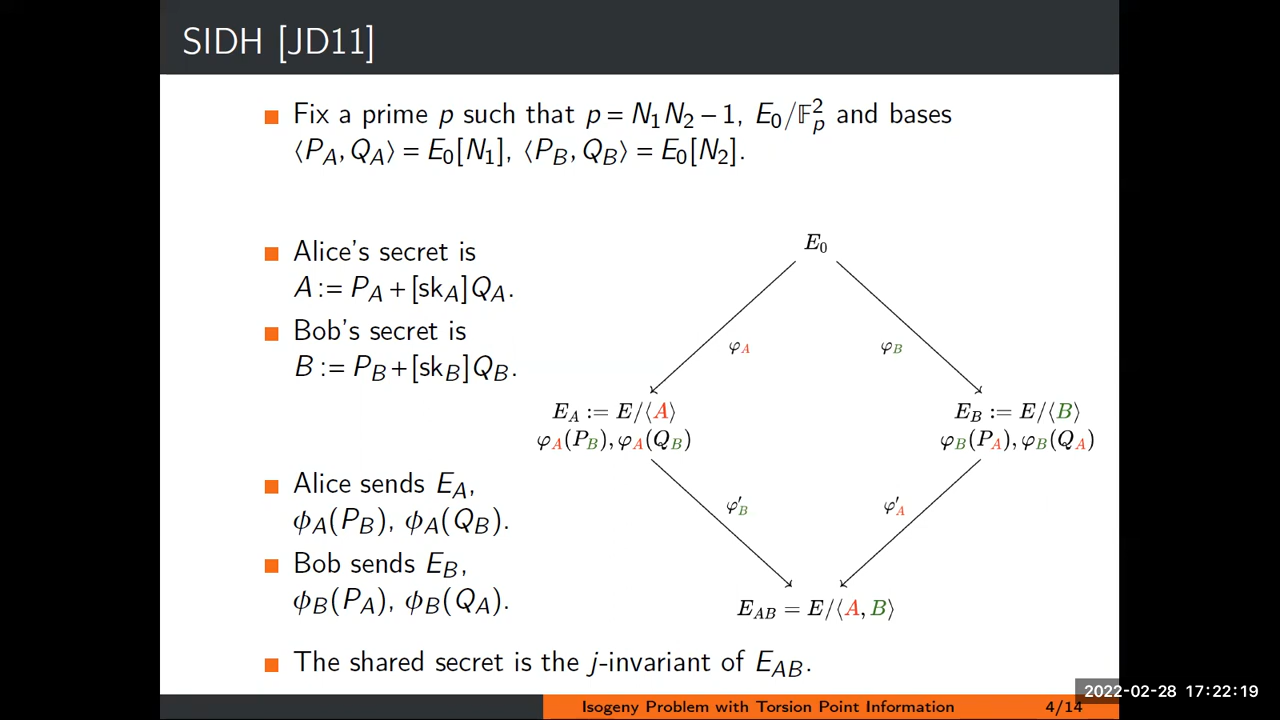 SIDH [JD11]
Fix a prime p such that p = N₁N₂ − 1, E₀/𝔽²ₚ and bases
⟨P_A, Q_A⟩ = E₀[N₁], ⟨P_B, Q_B⟩ = E₀[N₂].
Alice's secret is
A := P_A + [sk_A]Q_A.
Bob's secret is
B := P_B + [sk_B]Q_B.
Alice sends E_A,
ϕ_A(P_B), ϕ_A(Q_B).
Bob sends E_B,
ϕ_B(P_A), ϕ_B(Q_A).
The shared secret is the j-invariant of E_AB.
E₀
φ_A
φ_B
E_A := E/⟨A⟩
φ_A(P_B), φ_A(Q_B)
E_B := E/⟨B⟩
φ_B(P_A), φ_B(Q_A)
φ′_B
φ′_A
E_AB = E/⟨A, B⟩
Isogeny Problem with Torsion Point Information
4/14
2022-02-28 17:22:19